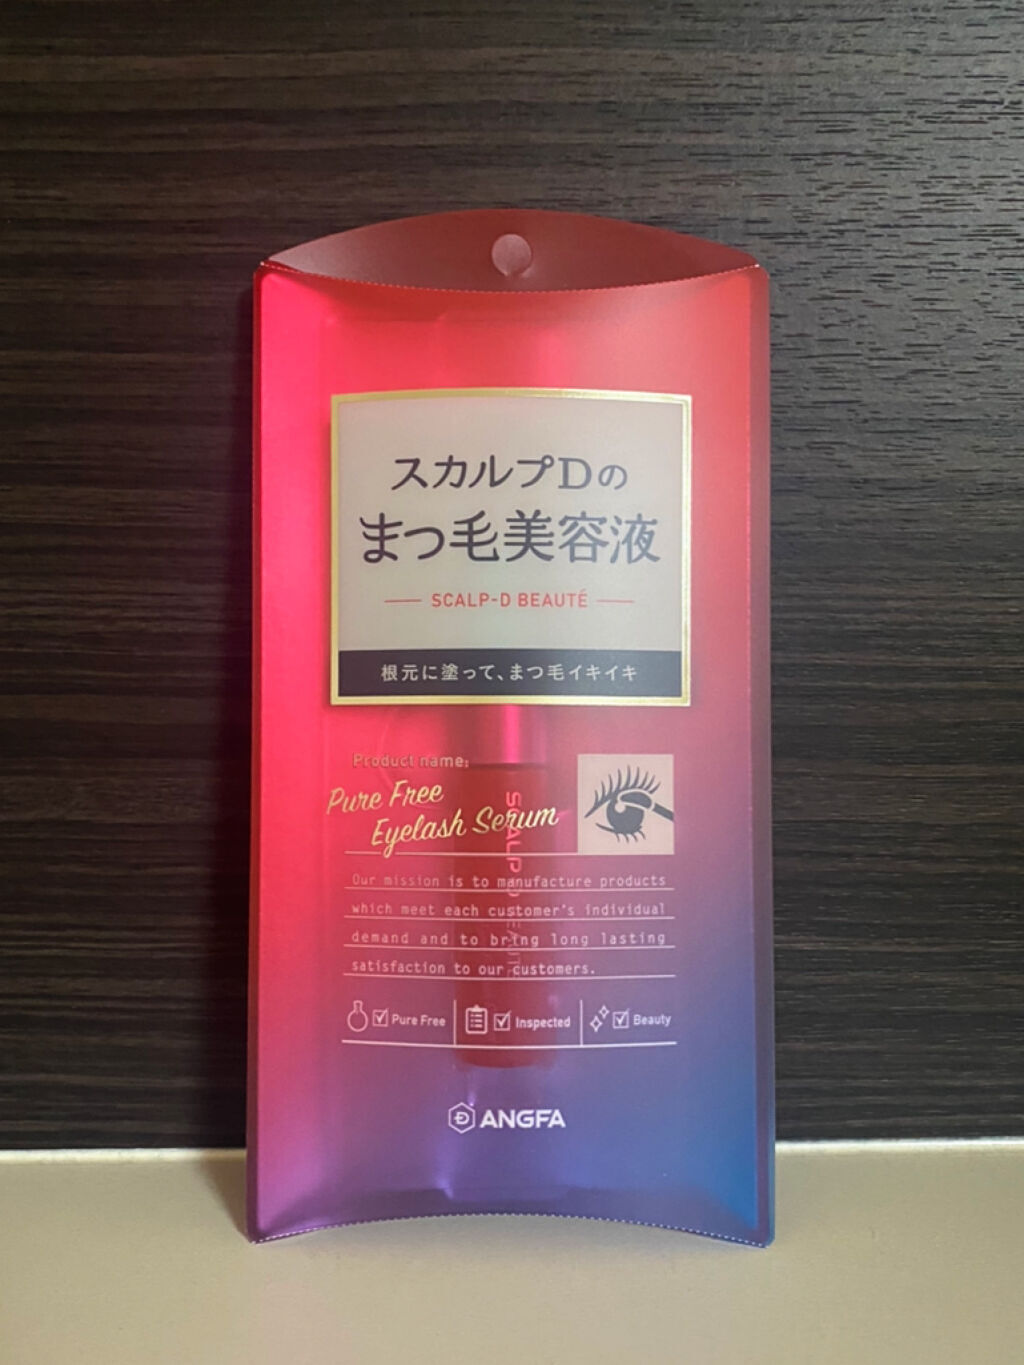 スカルプDの
まつ毛美容液
SCALP-D BEAUTÉ
根元に塗って、まつ毛イキイキ
Product name:
Pure Free
Eyelash Serum
Our mission is to manufacture products
which meet each customer's individual
demand and to bring long lasting
satisfaction to our customers.
Pure Free
Inspected
Beauty
ANGFA
SCALP-D BEAUTÉ